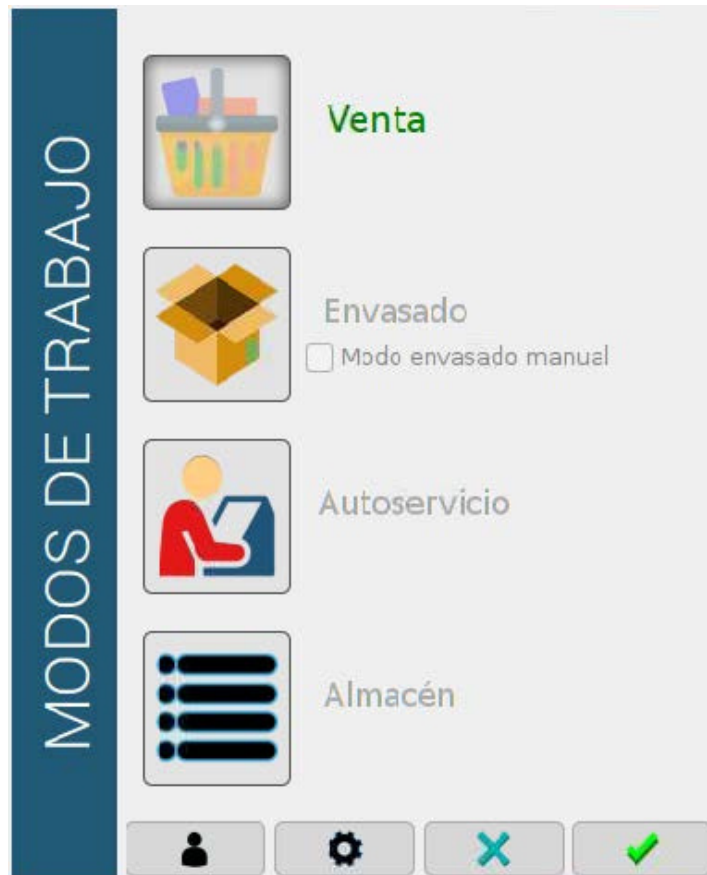 MODOS DE TRABAJO
Venta
Envasado
Modo envasado manual
Autoservicio
Almacén